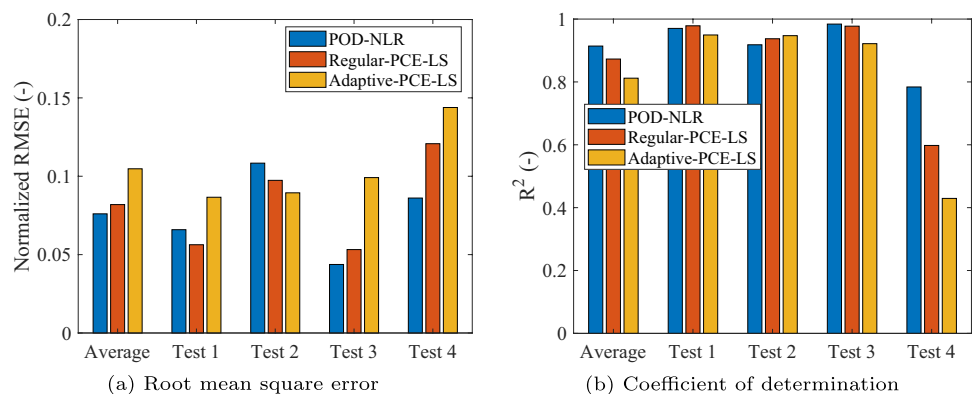 0.2
0.15
0.1
0.05
0
Normalized RMSE (-)
POD-NLR
Regular-PCE-LS
Adaptive-PCE-LS
Average Test 1 Test 2 Test 3 Test 4
(a) Root mean square error
1
0.8
0.6
0.4
0.2
0
R² (-)
POD-NLR
Regular-PCE-LS
Adaptive-PCE-LS
Average Test 1 Test 2 Test 3 Test 4
(b) Coefficient of determination